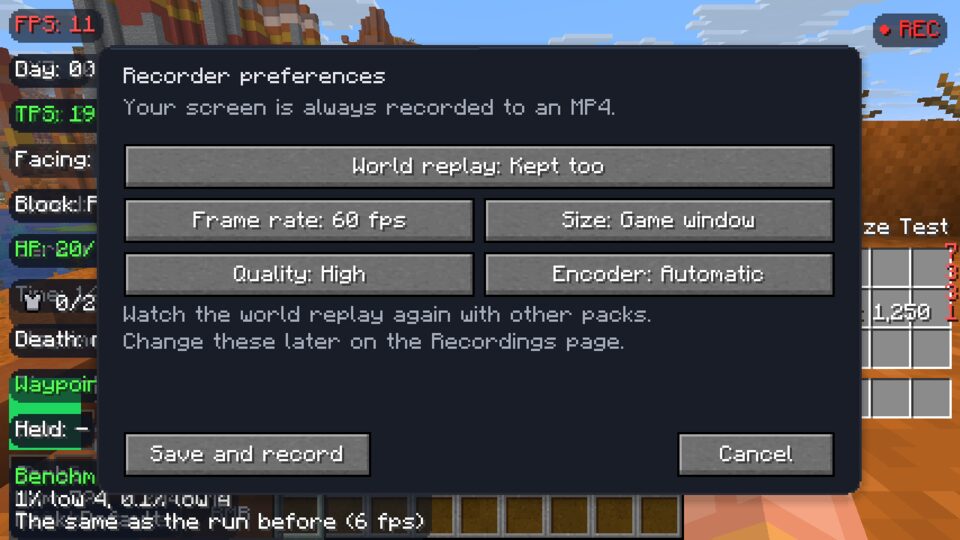 FPS: 11
REC
Day: 00
TPS: 19
Facing:
Block: F
HP: 20/
Time:
0/2
Death:
Waypoin
Held: -
Recorder preferences
Your screen is always recorded to an MP4.
World replay: Kept too
Frame rate: 60 fps
Size: Game window
Quality: High
Encoder: Automatic
Watch the world replay again with other packs.
Change these later on the Recordings page.
Save and record
Cancel
ze Test
1,250
Benchm
1% low 4, 0.1% low 4
The same as the run before (6 fps)